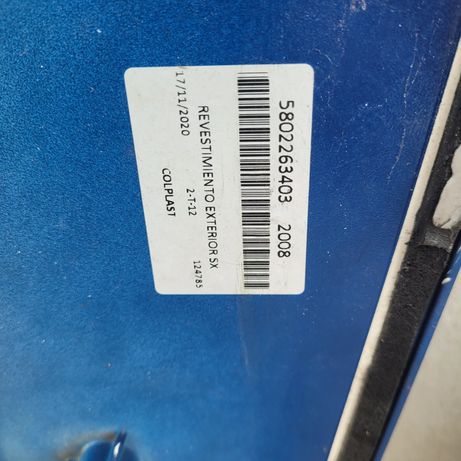 5802263403 2008
REVESTIMIENTO EXTERIOR SX
17/11/2020 2-T-12 124785
COLPLAST